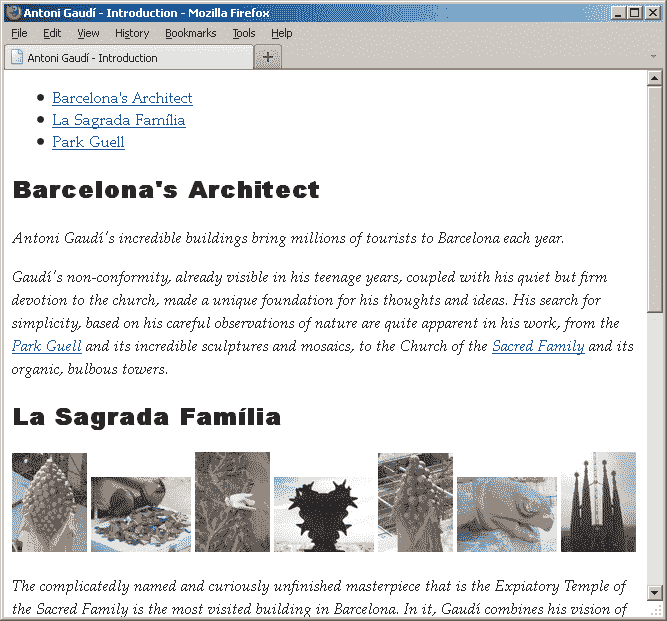 Antoni Gaudí - Introduction - Mozilla Firefox
File Edit View History Bookmarks Tools Help
Antoni Gaudí - Introduction
Barcelona's Architect
La Sagrada Família
Park Guell
Barcelona's Architect
Antoni Gaudí's incredible buildings bring millions of tourists to Barcelona each year.
Gaudí's non-conformity, already visible in his teenage years, coupled with his quiet but firm
devotion to the church, made a unique foundation for his thoughts and ideas. His search for
simplicity, based on his careful observations of nature are quite apparent in his work, from the
Park Guell and its incredible sculptures and mosaics, to the Church of the Sacred Family and its
organic, bulbous towers.
La Sagrada Família
The complicatedly named and curiously unfinished masterpiece that is the Expiatory Temple of
the Sacred Family is the most visited building in Barcelona. In it, Gaudí combines his vision of